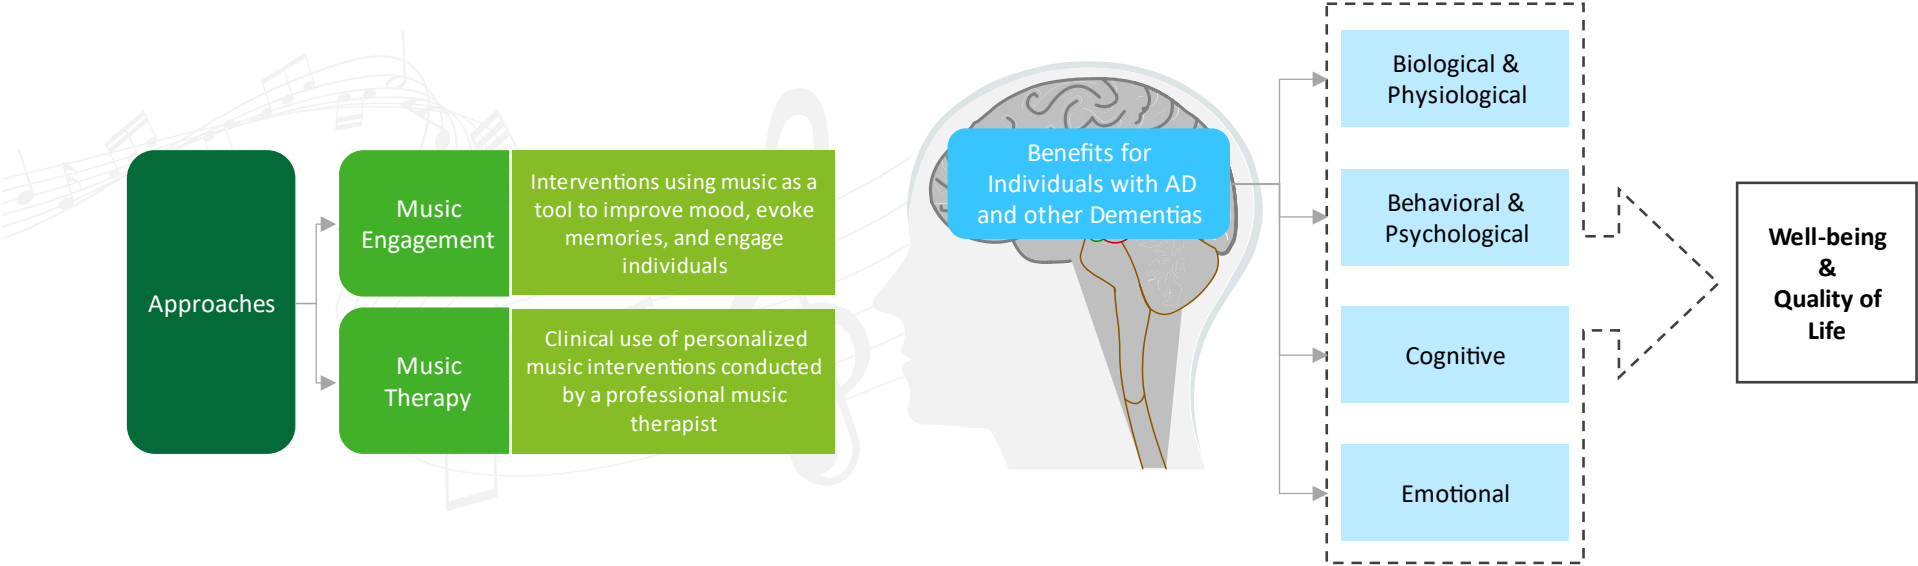 Approaches
Music
Engagement
Interventions using music as a
tool to improve mood, evoke
memories, and engage
individuals
Music
Therapy
Clinical use of personalized
music interventions conducted
by a professional music
therapist
Benefits for
Individuals with AD
and other Dementias
Biological &
Physiological
Behavioral &
Psychological
Cognitive
Emotional
Well-being
&
Quality of
Life